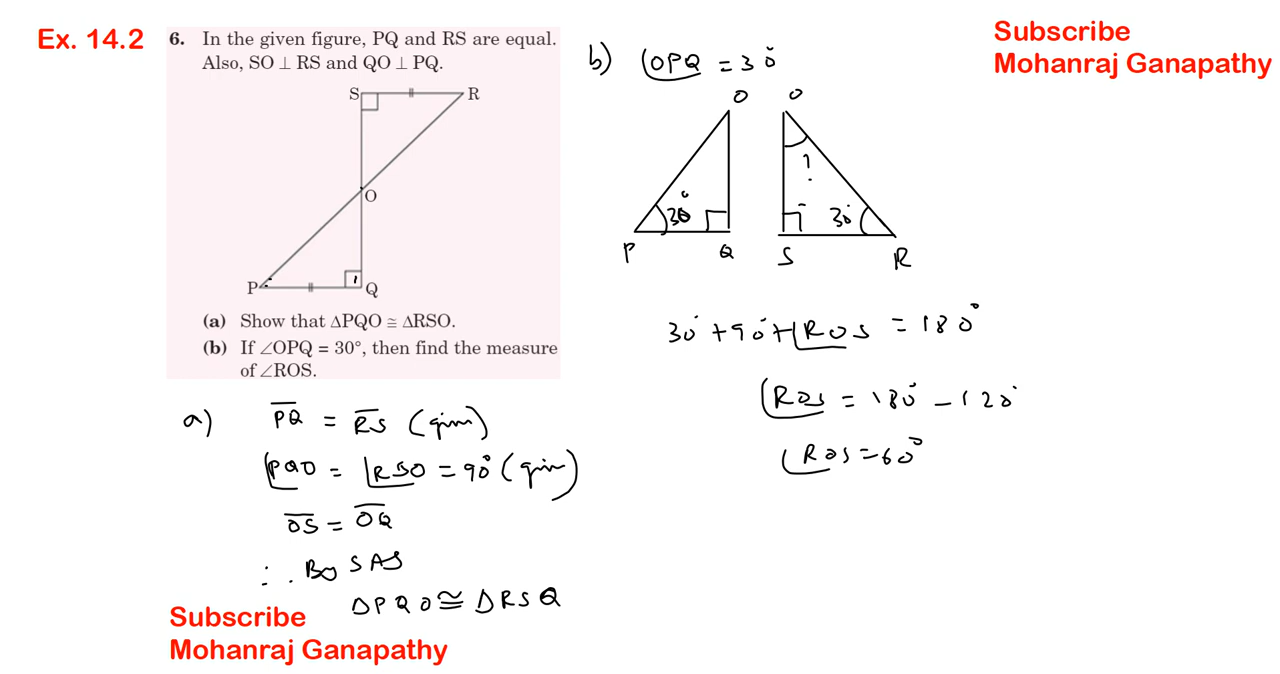 Ex. 14.2
6. In the given figure, PQ and RS are equal.
Also, SO ⊥ RS and QO ⊥ PQ.
S
R
O
P
Q
(a) Show that ΔPQO ≅ ΔRSO.
(b) If ∠OPQ = 30°, then find the measure
of ∠ROS.
a) PQ = RS (given)
∠PQO = ∠RSO = 90° (given)
OS = OQ
∴ By SAS
ΔPQO ≅ ΔRSQ
Subscribe
Mohanraj Ganapathy
b) ∠OPQ = 30°
O O
?
30° 30°
P Q S R
30° + 90° + ∠ROS = 180°
∠ROS = 180° - 120°
∠ROS = 60°
Subscribe
Mohanraj Ganapathy